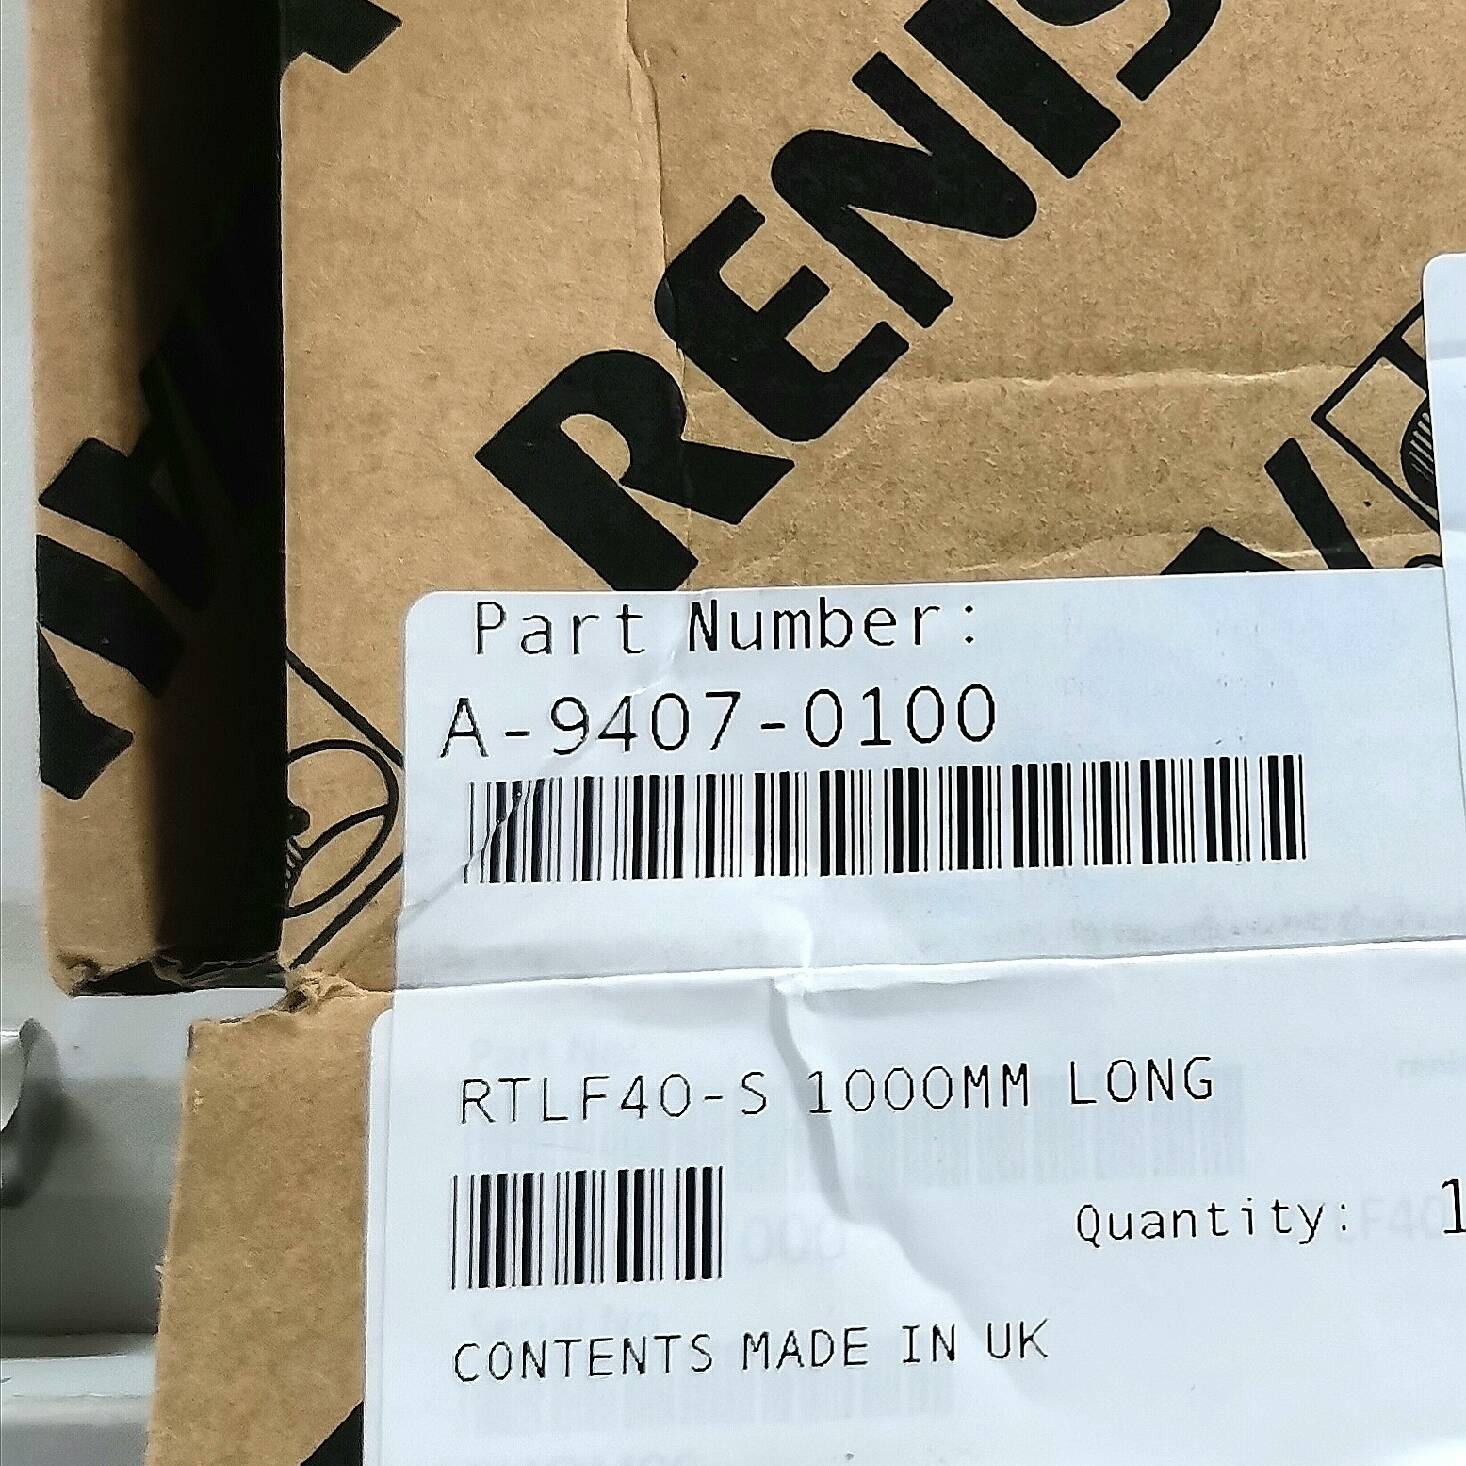 RENIS
Part Number:
A-9407-0100
RTLF40-S 1000MM LONG
Quantity: 1
CONTENTS MADE IN UK